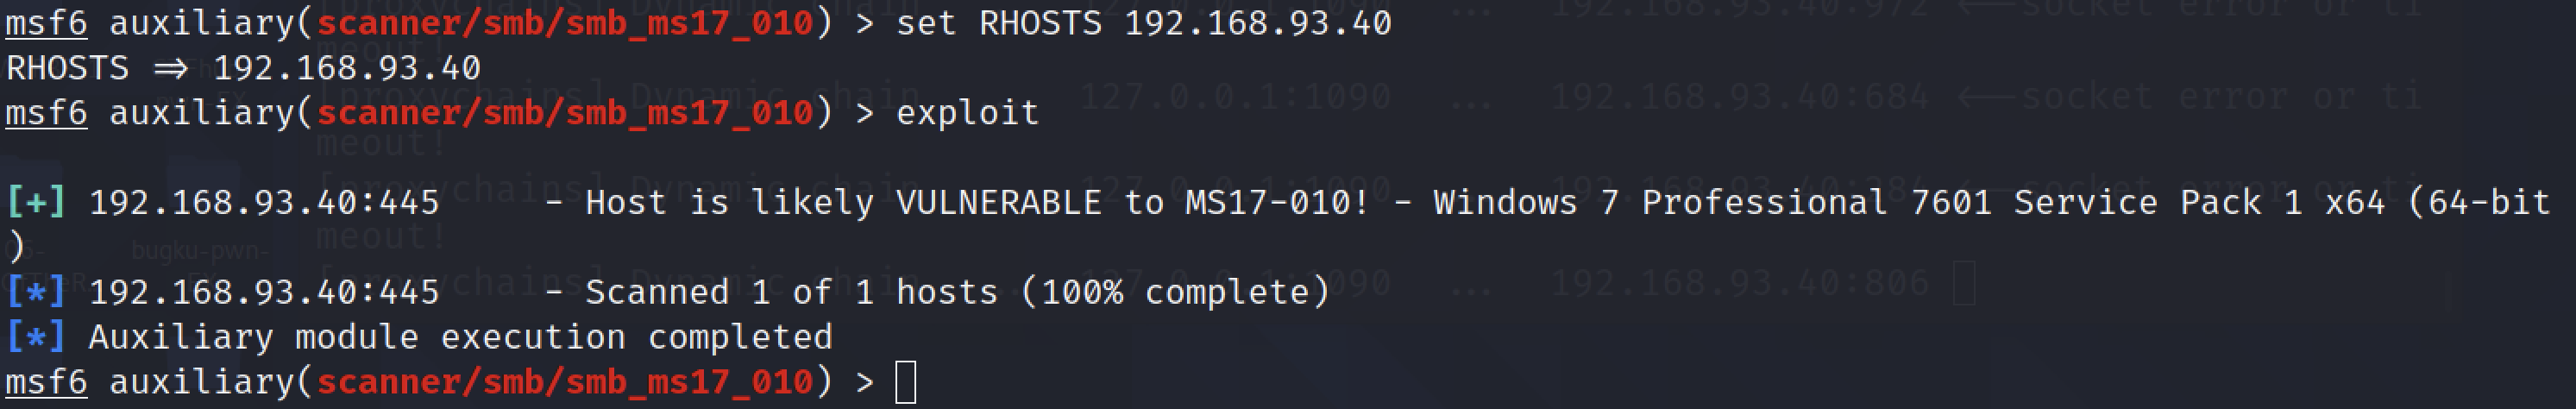 msf6 auxiliary(scanner/smb/smb_ms17_010) > set RHOSTS 192.168.93.40
RHOSTS ⇒ 192.168.93.40
msf6 auxiliary(scanner/smb/smb_ms17_010) > exploit
[+] 192.168.93.40:445     - Host is likely VULNERABLE to MS17-010! - Windows 7 Professional 7601 Service Pack 1 x64 (64-bit
)
[*] 192.168.93.40:445     - Scanned 1 of 1 hosts (100% complete)
[*] Auxiliary module execution completed
msf6 auxiliary(scanner/smb/smb_ms17_010) >